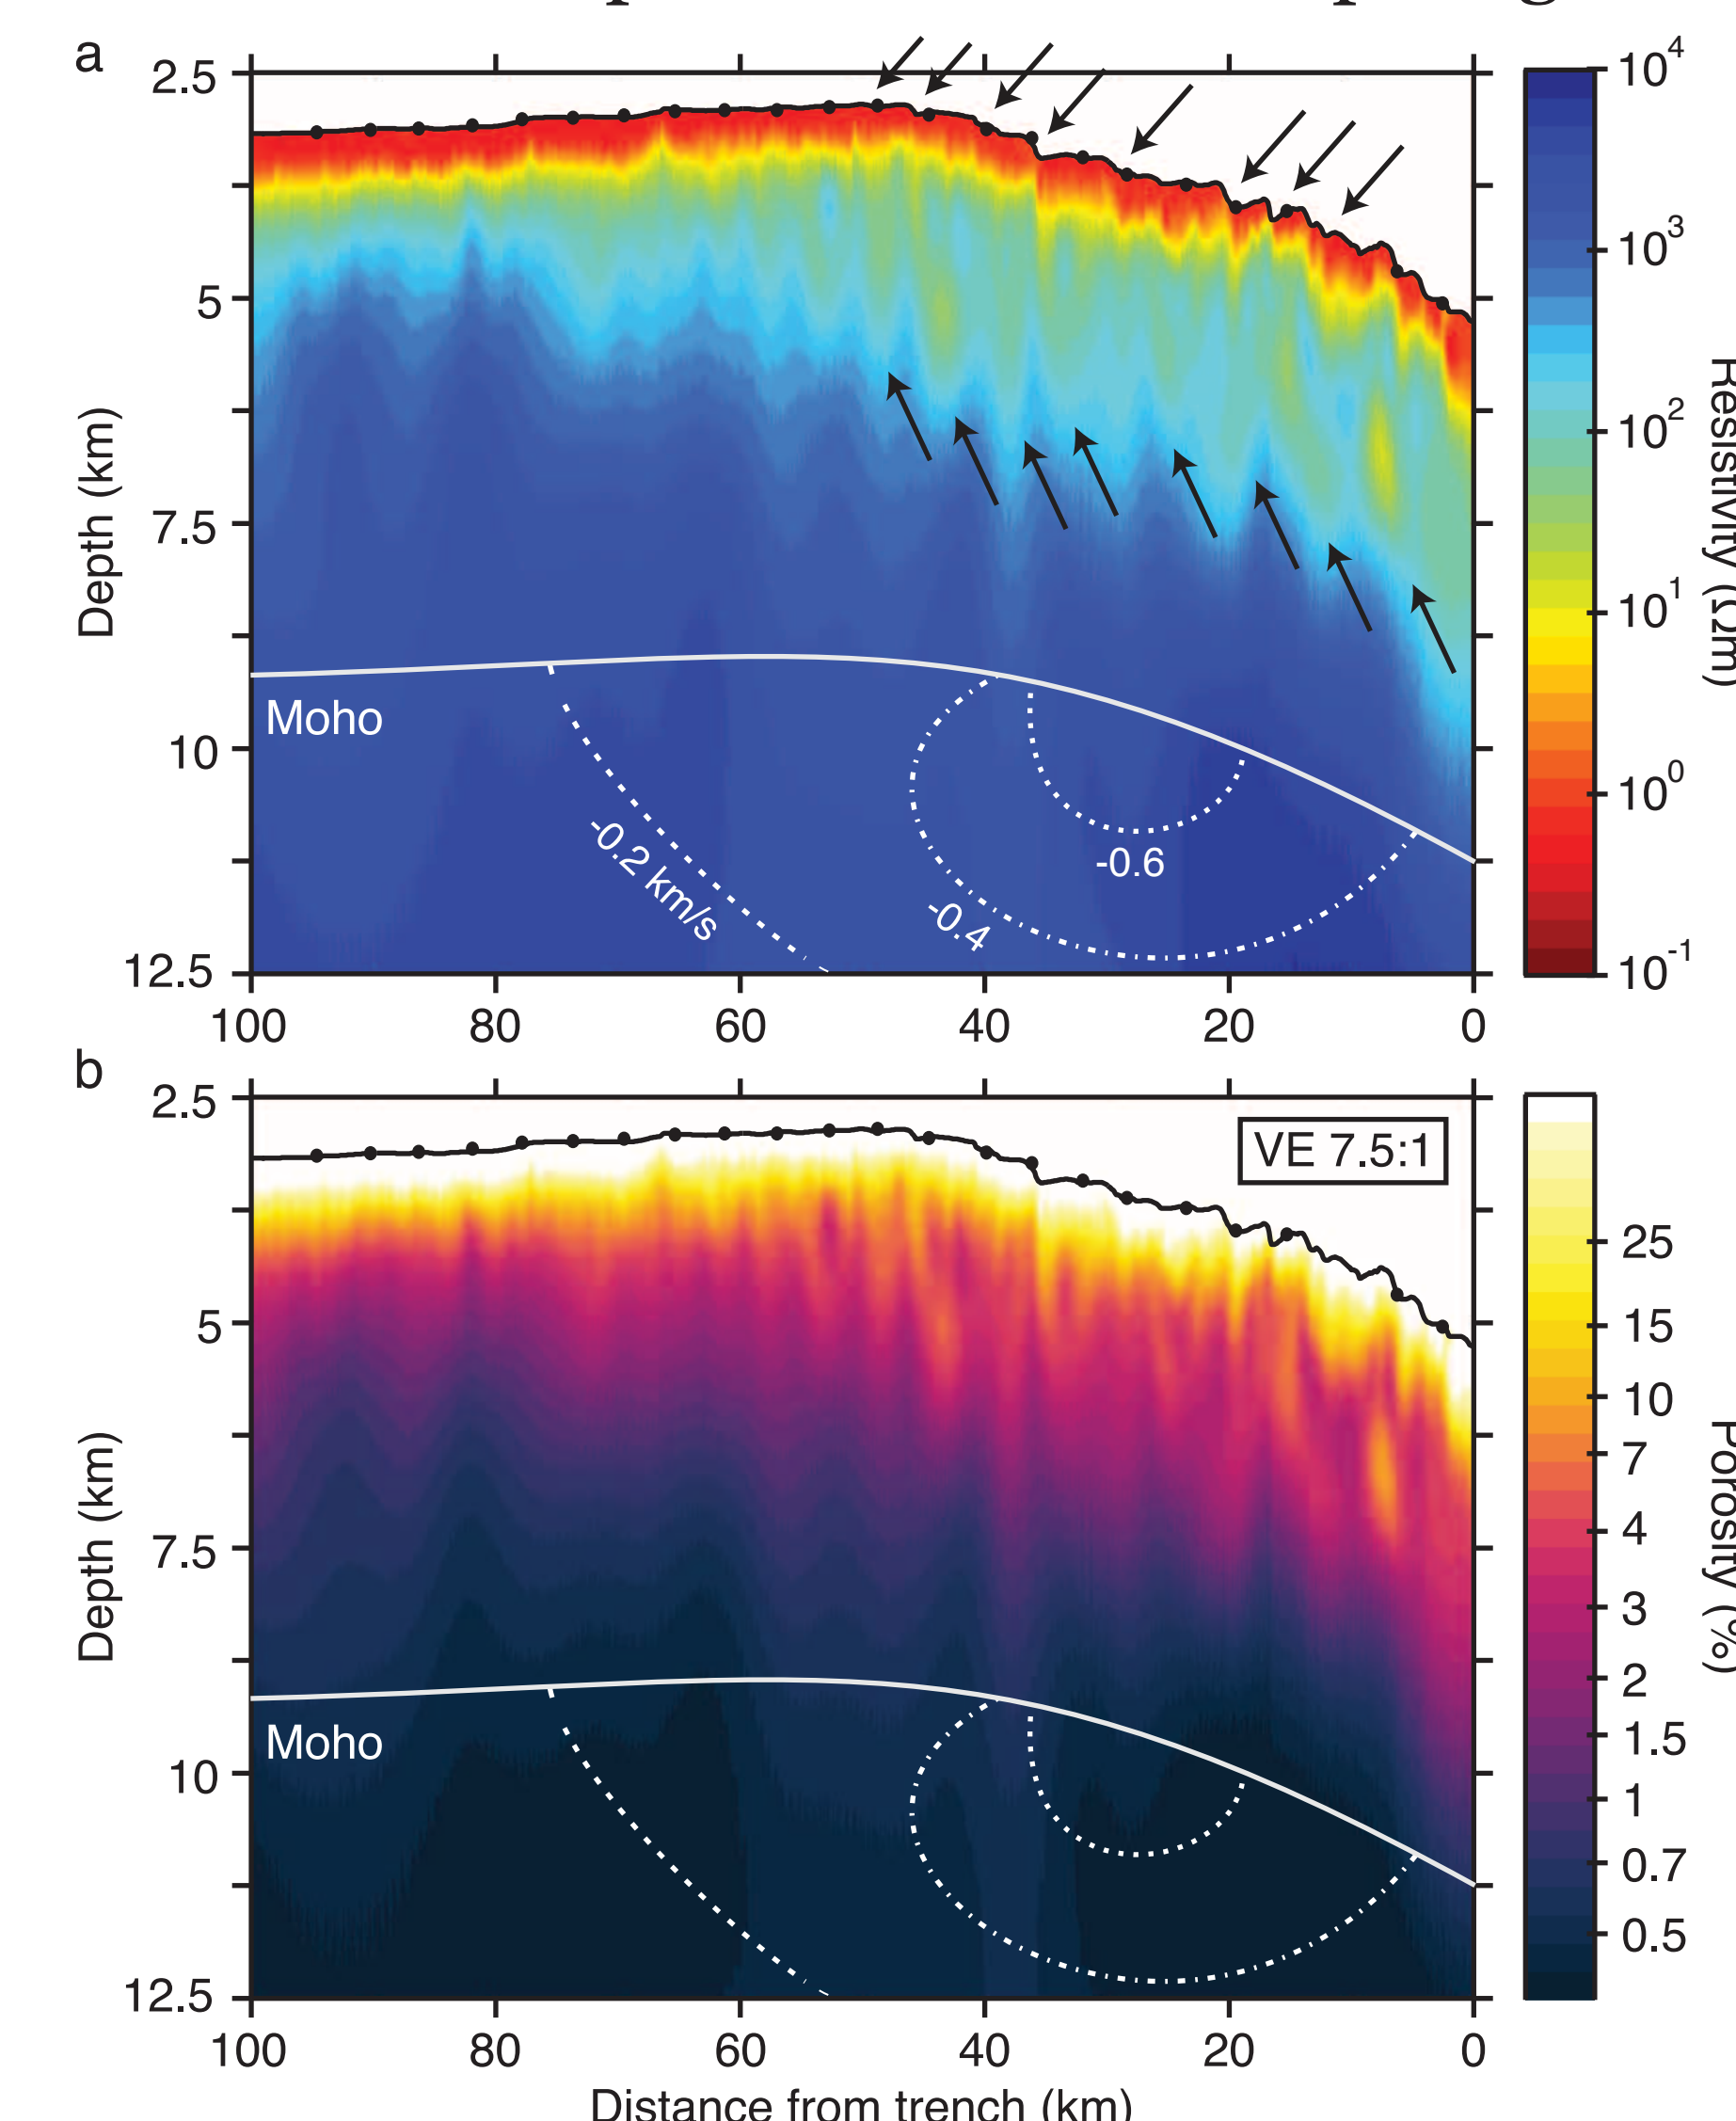 a
2.5
5
7.5
10
12.5
Depth (km)
Moho
-0.2 km/s
-0.4
-0.6
100 80 60 40 20 0
10^4
10^3
10^2
10^1
10^0
10^-1
Resistivity (Ωm)
b
2.5
5
7.5
10
12.5
Depth (km)
VE 7.5:1
Moho
100 80 60 40 20 0
Distance from trench (km)
25
15
10
7
4
3
2
1.5
1
0.7
0.5
Porosity (%)